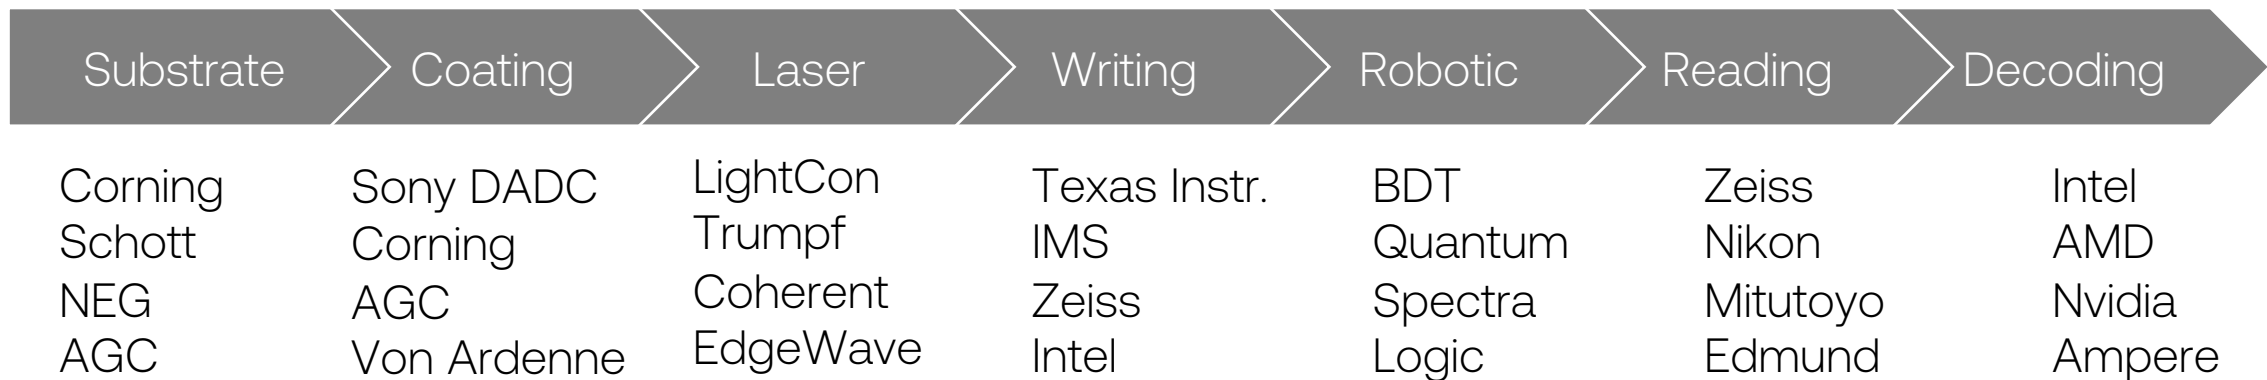 Substrate
Coating
Laser
Writing
Robotic
Reading
Decoding
Corning
Schott
NEG
AGC
Sony DADC
Corning
AGC
Von Ardenne
LightCon
Trumpf
Coherent
EdgeWave
Texas Instr.
IMS
Zeiss
Intel
BDT
Quantum
Spectra
Logic
Zeiss
Nikon
Mitutoyo
Edmund
Intel
AMD
Nvidia
Ampere